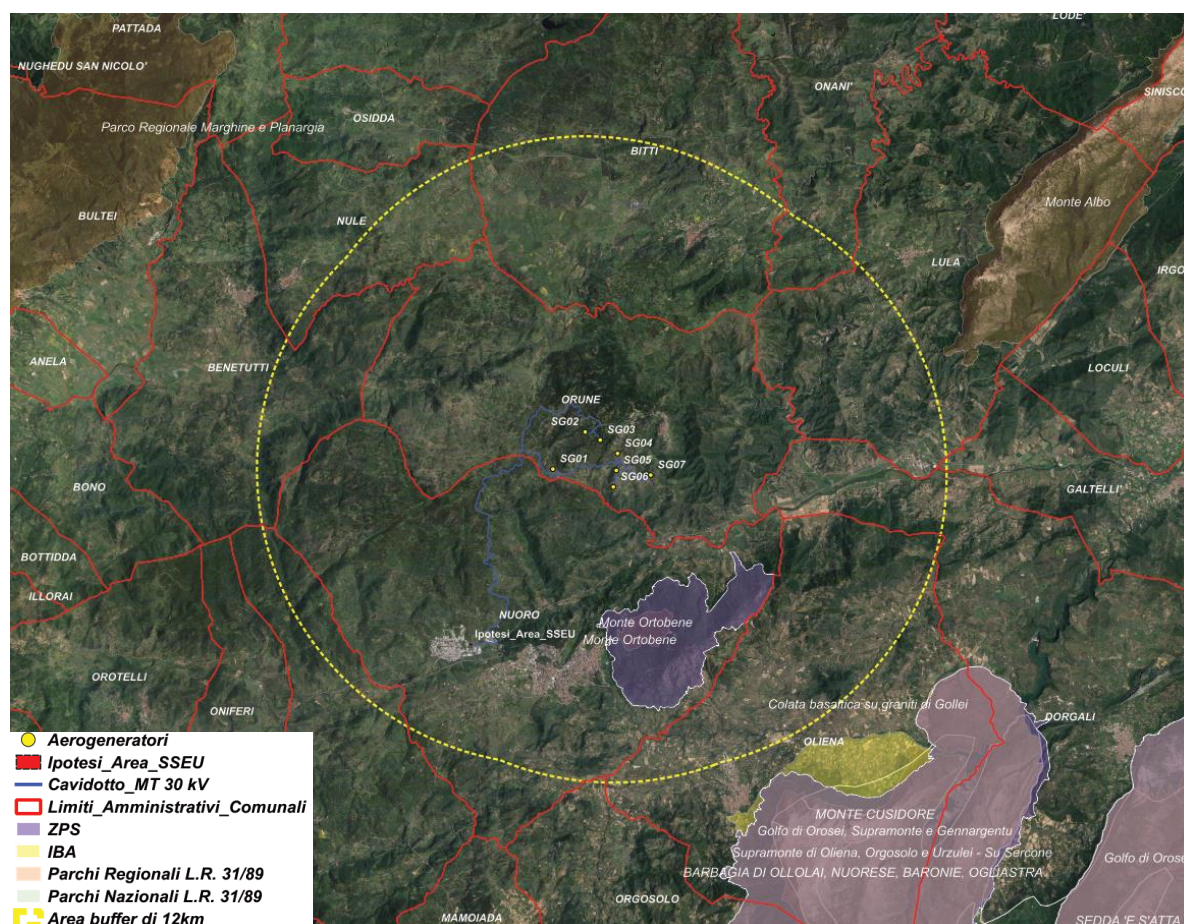 PATTADA
LODE'
NUGHEDU SAN NICOLO'
ONANI'
SINISCO
OSIDDA
Parco Regionale Marghine e Planargia
BITTI
Monte Albo
BULTEI
NULE
LULA
IRGO
ANELA
BENETUTTI
LOCULI
ORUNE
SG02
SG03
SG04
SG01
SG05
SG07
SG06
BONO
GALTELLI'
BOTTIDDA
ILLORAI
NUORO
Monte Ortobene
Ipotesi_Area_SSEU
Monte Ortobene
OROTELLI
ONIFERI
Colata basaltica su graniti di Gollei
DORGALI
OLIENA
Aerogeneratori
Ipotesi_Area_SSEU
Cavidotto_MT 30 kV
Limiti_Amministrativi_Comunali
ZPS
IBA
Parchi Regionali L.R. 31/89
Parchi Nazionali L.R. 31/89
Area buffer di 12km
MONTE CUSIDORE
Golfo di Orosei, Supramonte e Gennargentu
Supramonte di Oliena, Orgosolo e Urzulei - Su Sercone
Golfo di Orose
BARBAGIA DI OLLOLAI, NUORESE, BARONIE, OGLIASTRA
ORGOSOLO
MAMOIADA
SEDDA 'E S'ATTA